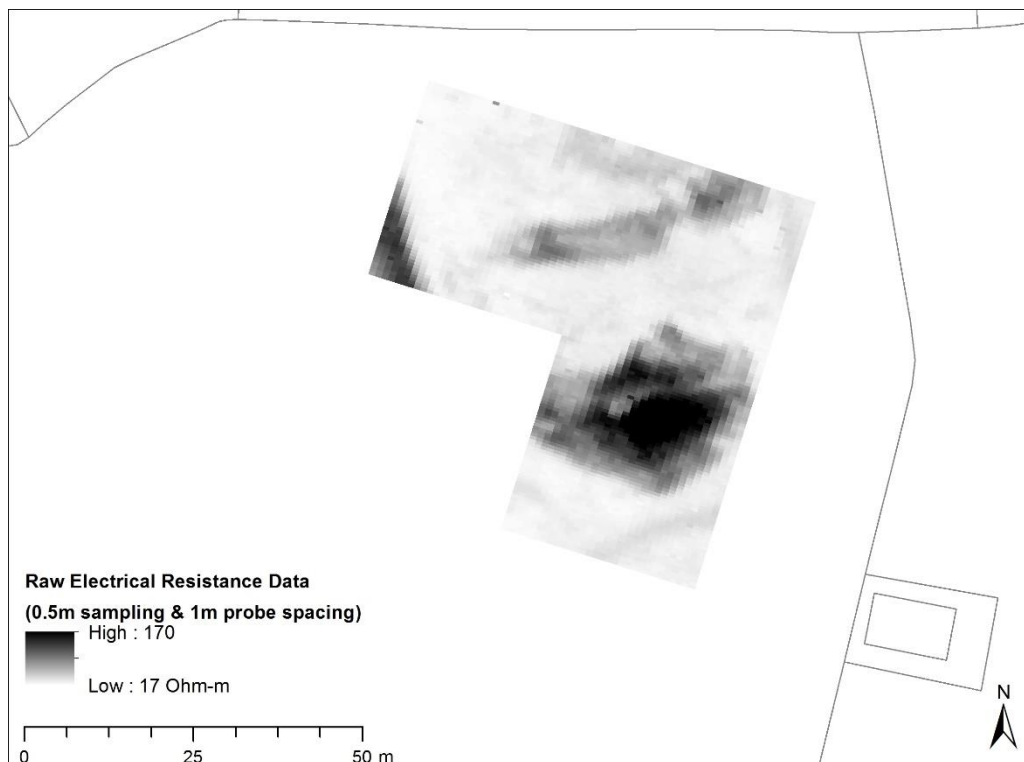 Raw Electrical Resistance Data
(0.5m sampling & 1m probe spacing)
High : 170
Low : 17 Ohm-m
0 25 50 m
N